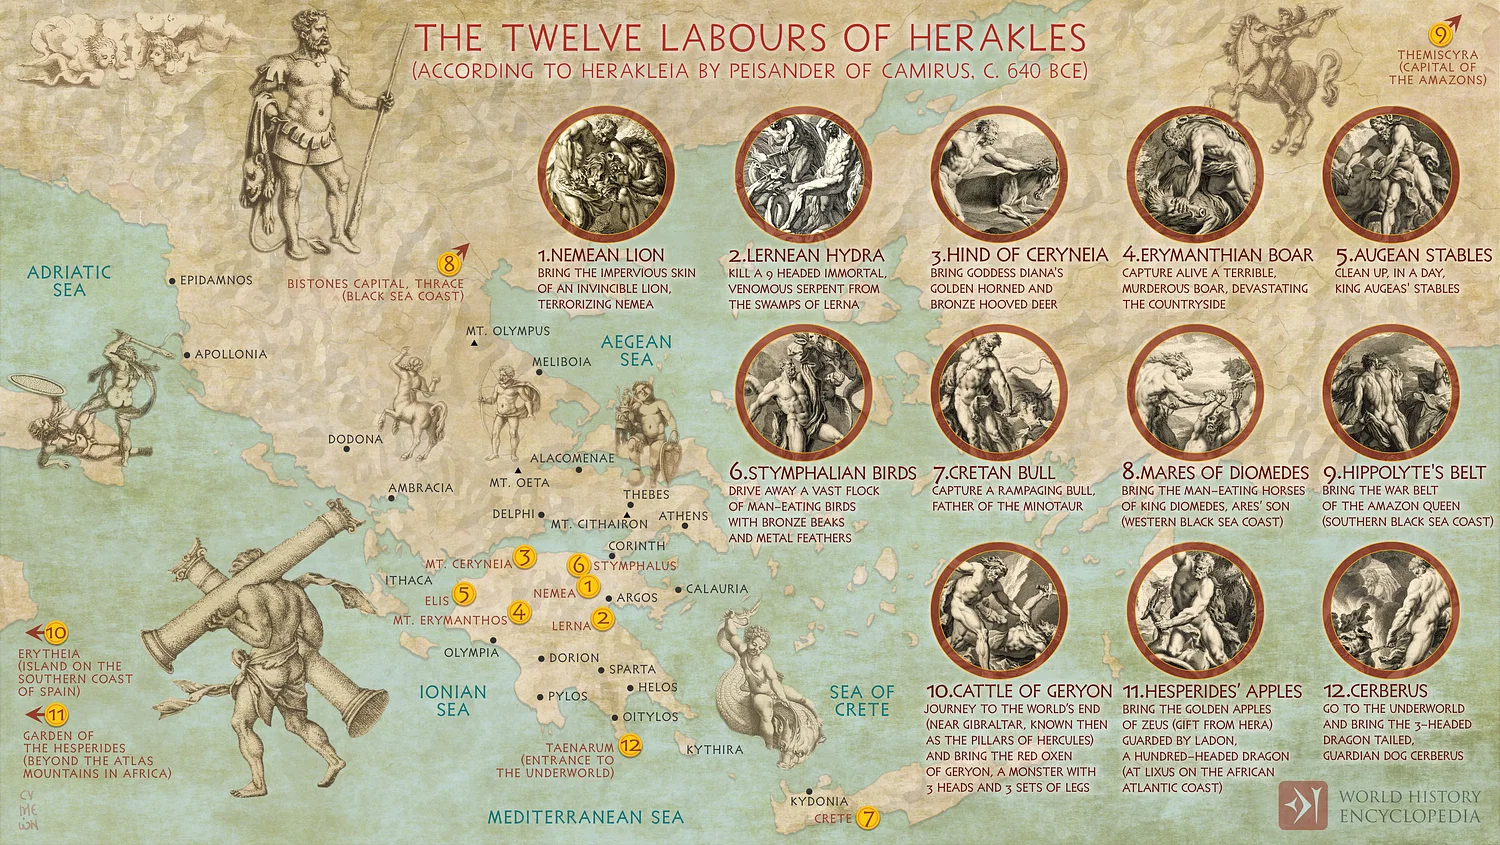 THE TWELVE LABOURS OF HERAKLES
(ACCORDING TO HERAKLEIA BY PEISANDER OF CAMIRUS, C. 640 BCE)
9
THEMISCYRA
(CAPITAL OF
THE AMAZONS)
1.NEMEAN LION
BRING THE IMPERVIOUS SKIN
OF AN INVINCIBLE LION,
TERRORIZING NEMEA
2.LERNEAN HYDRA
KILL A 9 HEADED IMMORTAL,
VENOMOUS SERPENT FROM
THE SWAMPS OF LERNA
3.HIND OF CERYNEIA
BRING GODDESS DIANA'S
GOLDEN HORNED AND
BRONZE HOOVED DEER
4.ERYMANTHIAN BOAR
CAPTURE ALIVE A TERRIBLE,
MURDEROUS BOAR, DEVASTATING
THE COUNTRYSIDE
5.AUGEAN STABLES
CLEAN UP, IN A DAY,
KING AUGEAS' STABLES
6.STYMPHALIAN BIRDS
DRIVE AWAY A VAST FLOCK
OF MAN-EATING BIRDS
WITH BRONZE BEAKS
AND METAL FEATHERS
7.CRETAN BULL
CAPTURE A RAMPAGING BULL,
FATHER OF THE MINOTAUR
8.MARES OF DIOMEDES
BRING THE MAN-EATING HORSES
OF KING DIOMEDES, ARES' SON
(WESTERN BLACK SEA COAST)
9.HIPPOLYTE'S BELT
BRING THE WAR BELT
OF THE AMAZON QUEEN
(SOUTHERN BLACK SEA COAST)
10.CATTLE OF GERYON
JOURNEY TO THE WORLD'S END
(NEAR GIBRALTAR, KNOWN THEN
AS THE PILLARS OF HERCULES)
AND BRING THE RED OXEN
OF GERYON, A MONSTER WITH
3 HEADS AND 3 SETS OF LEGS
11.HESPERIDES' APPLES
BRING THE GOLDEN APPLES
OF ZEUS (GIFT FROM HERA)
GUARDED BY LADON,
A HUNDRED-HEADED DRAGON
(AT LIXUS ON THE AFRICAN
ATLANTIC COAST)
12.CERBERUS
GO TO THE UNDERWORLD
AND BRING THE 3-HEADED
DRAGON TAILED,
GUARDIAN DOG CERBERUS
ADRIATIC
SEA
EPIDAMNOS
8
BISTONES CAPITAL, THRACE
(BLACK SEA COAST)
MT. OLYMPUS
AEGEAN
SEA
APOLLONIA
MELIBOIA
DODONA
ALACOMENAE
MT. OETA
AMBRACIA
THEBES
DELPHI
MT. CITHAIRON
ATHENS
CORINTH
MT. CERYNEIA
3
6
STYMPHALUS
ITHACA
NEMEA
1
CALAURIA
ELIS
5
ARGOS
MT. ERYMANTHOS
4
LERNA
2
OLYMPIA
DORION
SPARTA
HELOS
PYLOS
OITYLOS
IONIAN
SEA
SEA OF
CRETE
TAENARUM
(ENTRANCE TO
THE UNDERWORLD)
12
KYTHIRA
KYDONIA
CRETE
7
MEDITERRANEAN SEA
10
ERYTHEIA
(ISLAND ON THE
SOUTHERN COAST
OF SPAIN)
11
GARDEN OF
THE HESPERIDES
(BEYOND THE ATLAS
MOUNTAINS IN AFRICA)
WORLD HISTORY
ENCYCLOPEDIA